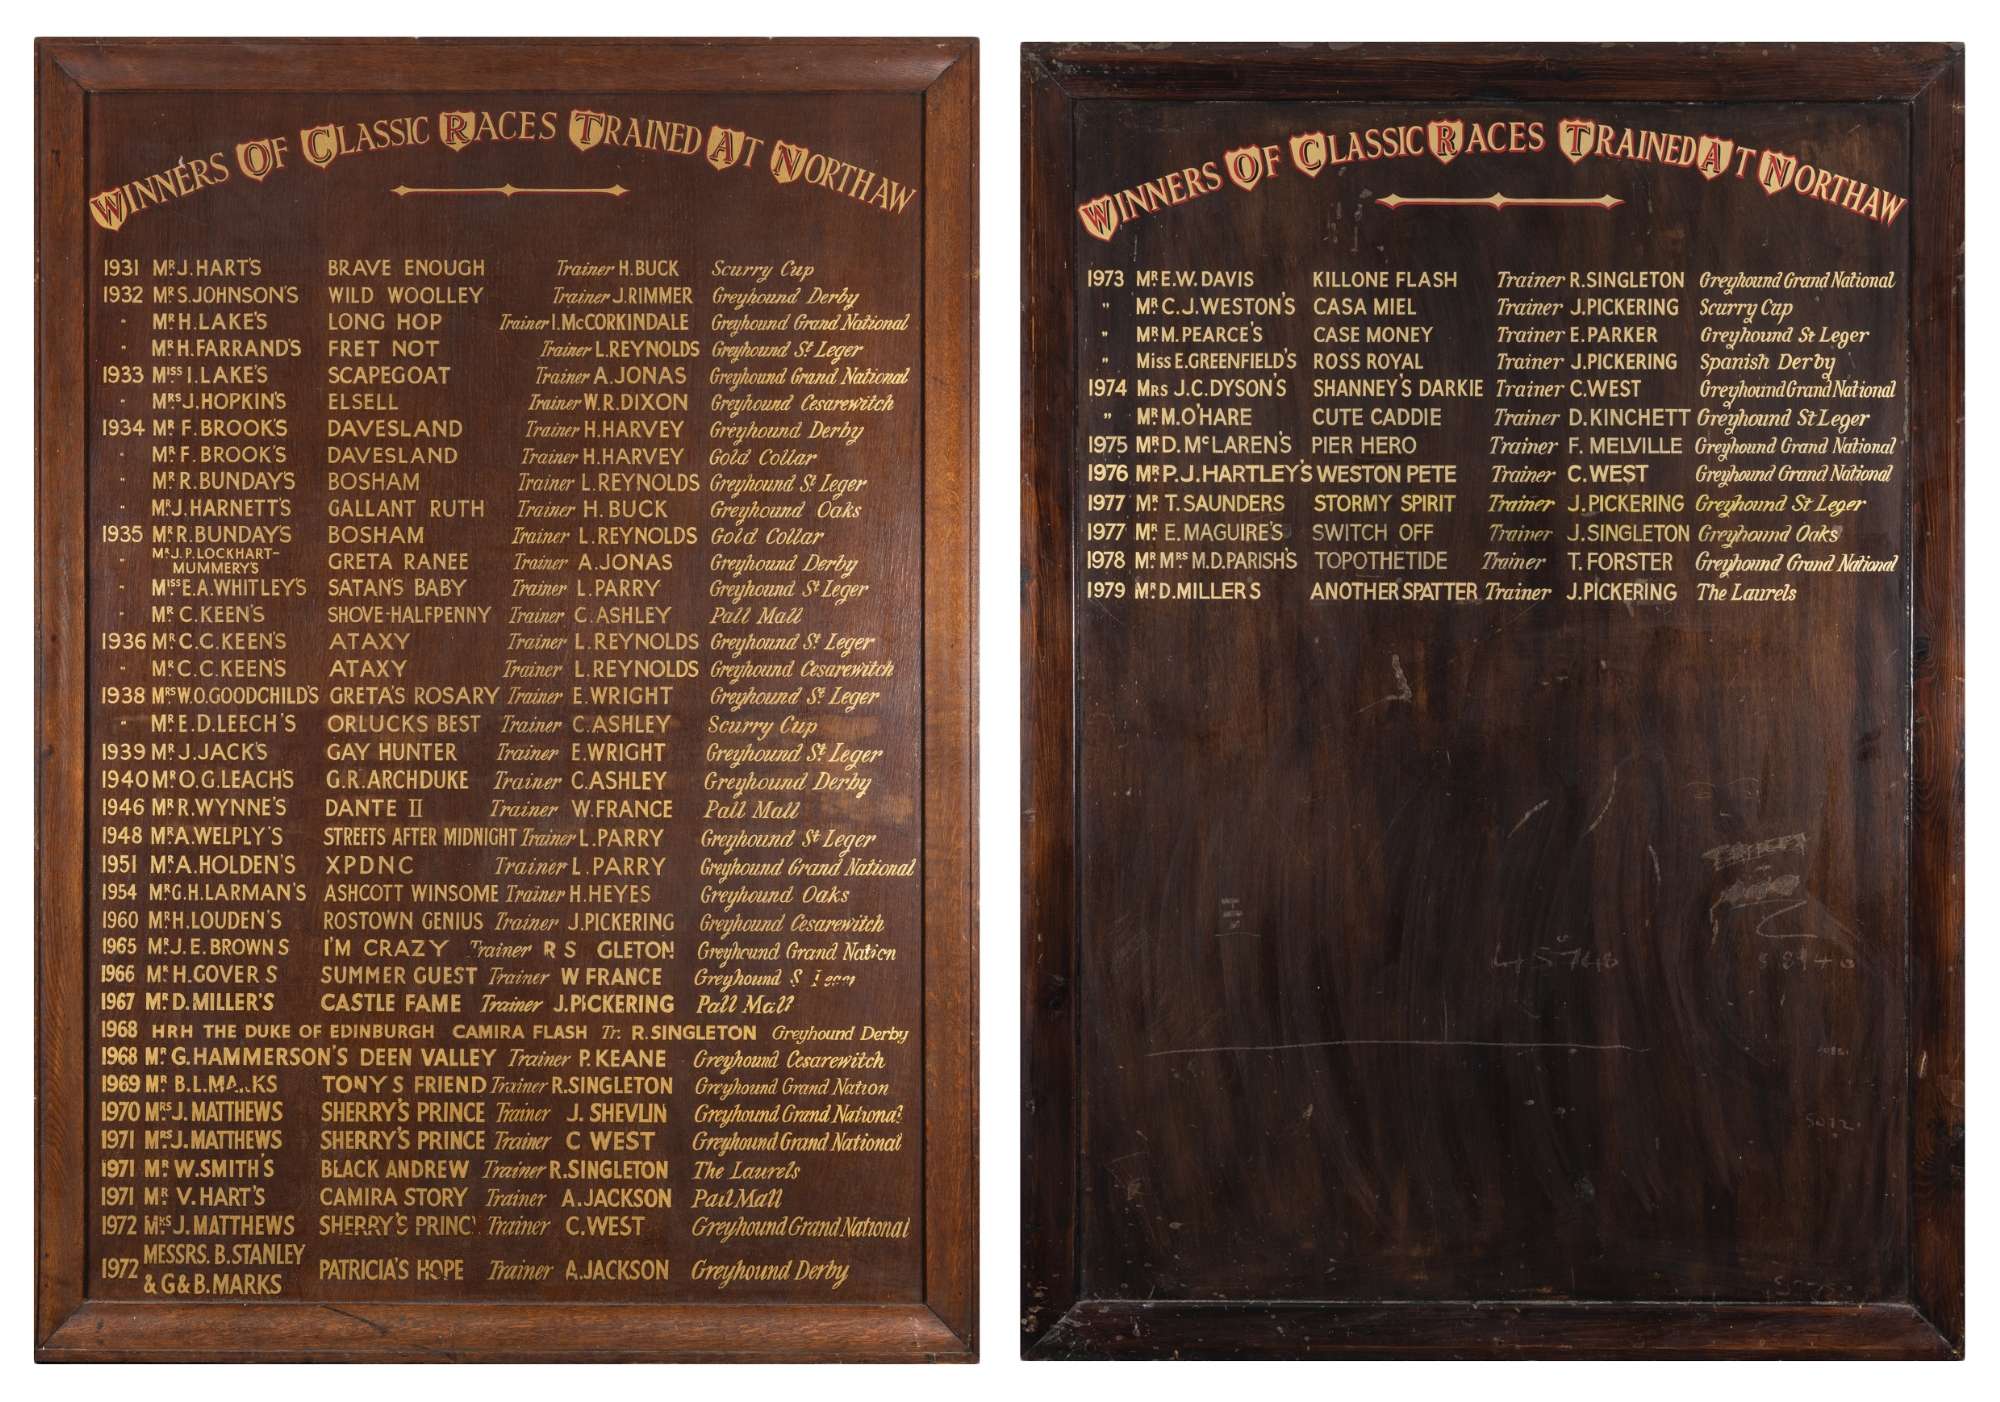 WINNERS OF CLASSIC RACES TRAINED AT NORTHAW
1931 MR. J. HART'S BRAVE ENOUGH Trainer H. BUCK Scurry Cup
1932 MR. S. JOHNSON'S WILD WOOLLEY Trainer J. RIMMER Greyhound Derby
" MR. H. LAKE'S LONG HOP Trainer I. McCORKINDALE Greyhound Grand National
" MR. H. FARRAND'S FRET NOT Trainer L. REYNOLDS Greyhound St. Leger
1933 MISS I. LAKE'S SCAPEGOAT Trainer A. JONAS Greyhound Grand National
" MRS. J. HOPKIN'S ELSELL Trainer W. R. DIXON Greyhound Cesarewitch
1934 MR. F. BROOK'S DAVESLAND Trainer H. HARVEY Greyhound Derby
" MR. F. BROOK'S DAVESLAND Trainer H. HARVEY Gold Collar
" MR. R. BUNDAY'S BOSHAM Trainer L. REYNOLDS Greyhound St. Leger
" MR. J. HARNETT'S GALLANT RUTH Trainer H. BUCK Greyhound Oaks
1935 MR. R. BUNDAY'S BOSHAM Trainer L. REYNOLDS Gold Collar
" MR. J. P. LOCKHART-
MUMMERY'S GRETA RANEE Trainer A. JONAS Greyhound Derby
" MISS E. A. WHITLEY'S SATAN'S BABY Trainer L. PARRY Greyhound St. Leger
" MR. C. KEEN'S SHOVE-HALFPENNY Trainer C. ASHLEY Pall Mall
1936 MR. C. C. KEEN'S ATAXY Trainer L. REYNOLDS Greyhound St. Leger
" MR. C. C. KEEN'S ATAXY Trainer L. REYNOLDS Greyhound Cesarewitch
1938 MRS. W. O. GOODCHILD'S GRETA'S ROSARY Trainer E. WRIGHT Greyhound St. Leger
" MR. E. D. LEECH'S ORLUCKS BEST Trainer C. ASHLEY Scurry Cup
1939 MR. J. JACK'S GAY HUNTER Trainer E. WRIGHT Greyhound St. Leger
1940 MR. O. G. LEACH'S G. R. ARCHDUKE Trainer C. ASHLEY Greyhound Derby
1946 MR. R. WYNNE'S DANTE II Trainer W. FRANCE Pall Mall
1948 MR. A. WELPLY'S STREETS AFTER MIDNIGHT Trainer L. PARRY Greyhound St. Leger
1951 MR. A. HOLDEN'S XPDNC Trainer L. PARRY Greyhound Grand National
1954 MR. G. H. LARMAN'S ASHCOTT WINSOME Trainer H. HEYES Greyhound Oaks
1960 MR. H. LOUDEN'S ROSTOWN GENIUS Trainer J. PICKERING Greyhound Cesarewitch
1965 MR. J. E. BROWN S I'M CRAZY Trainer R S GLETON Greyhound Grand Nation
1966 MR. H. GOVER S SUMMER GUEST Trainer W FRANCE Greyhound S Leger
1967 MR. D. MILLER'S CASTLE FAME Trainer J. PICKERING Pall Mall
1968 HRH THE DUKE OF EDINBURGH CAMIRA FLASH Tr. R. SINGLETON Greyhound Derby
1968 MR. G. HAMMERSON'S DEEN VALLEY Trainer P. KEANE Greyhound Cesarewitch
1969 MR. B. L. MARKS TONY S FRIEND Trainer R. SINGLETON Greyhound Grand Nation
1970 MRS. J. MATTHEWS SHERRY'S PRINCE Trainer J. SHEVLIN Greyhound Grand National
1971 MRS. J. MATTHEWS SHERRY'S PRINCE Trainer C WEST Greyhound Grand National
1971 MR. W. SMITH'S BLACK ANDREW Trainer R. SINGLETON The Laurels
1971 MR. V. HART'S CAMIRA STORY Trainer A. JACKSON Pall Mall
1972 MRS. J. MATTHEWS SHERRY'S PRINC Trainer C. WEST Greyhound Grand National
MESSRS. B. STANLEY
1972 & G & B. MARKS PATRICIA'S HOPE Trainer A. JACKSON Greyhound Derby
WINNERS OF CLASSIC RACES TRAINED AT NORTHAW
1973 MR. E. W. DAVIS KILLONE FLASH Trainer R. SINGLETON Greyhound Grand National
" MR. C. J. WESTON'S CASA MIEL Trainer J. PICKERING Scurry Cup
" MR. M. PEARCE'S CASE MONEY Trainer E. PARKER Greyhound St Leger
" MISS E. GREENFIELD'S ROSS ROYAL Trainer J. PICKERING Spanish Derby
1974 MRS J. C. DYSON'S SHANNEY'S DARKIE Trainer C. WEST Greyhound Grand National
" MR. M. O'HARE CUTE CADDIE Trainer D. KINCHETT Greyhound St Leger
1975 MR. D. McLAREN'S PIER HERO Trainer F. MELVILLE Greyhound Grand National
1976 MR. P. J. HARTLEY'S WESTON PETE Trainer C. WEST Greyhound Grand National
1977 MR. T. SAUNDERS STORMY SPIRIT Trainer J. PICKERING Greyhound St Leger
1977 MR. E. MAGUIRE'S SWITCH OFF Trainer J. SINGLETON Greyhound Oaks
1978 MR. MRS. M. D. PARISH'S TOPOTHETIDE Trainer T. FORSTER Greyhound Grand National
1979 MR. D. MILLER S ANOTHER SPATTER Trainer J. PICKERING The Laurels